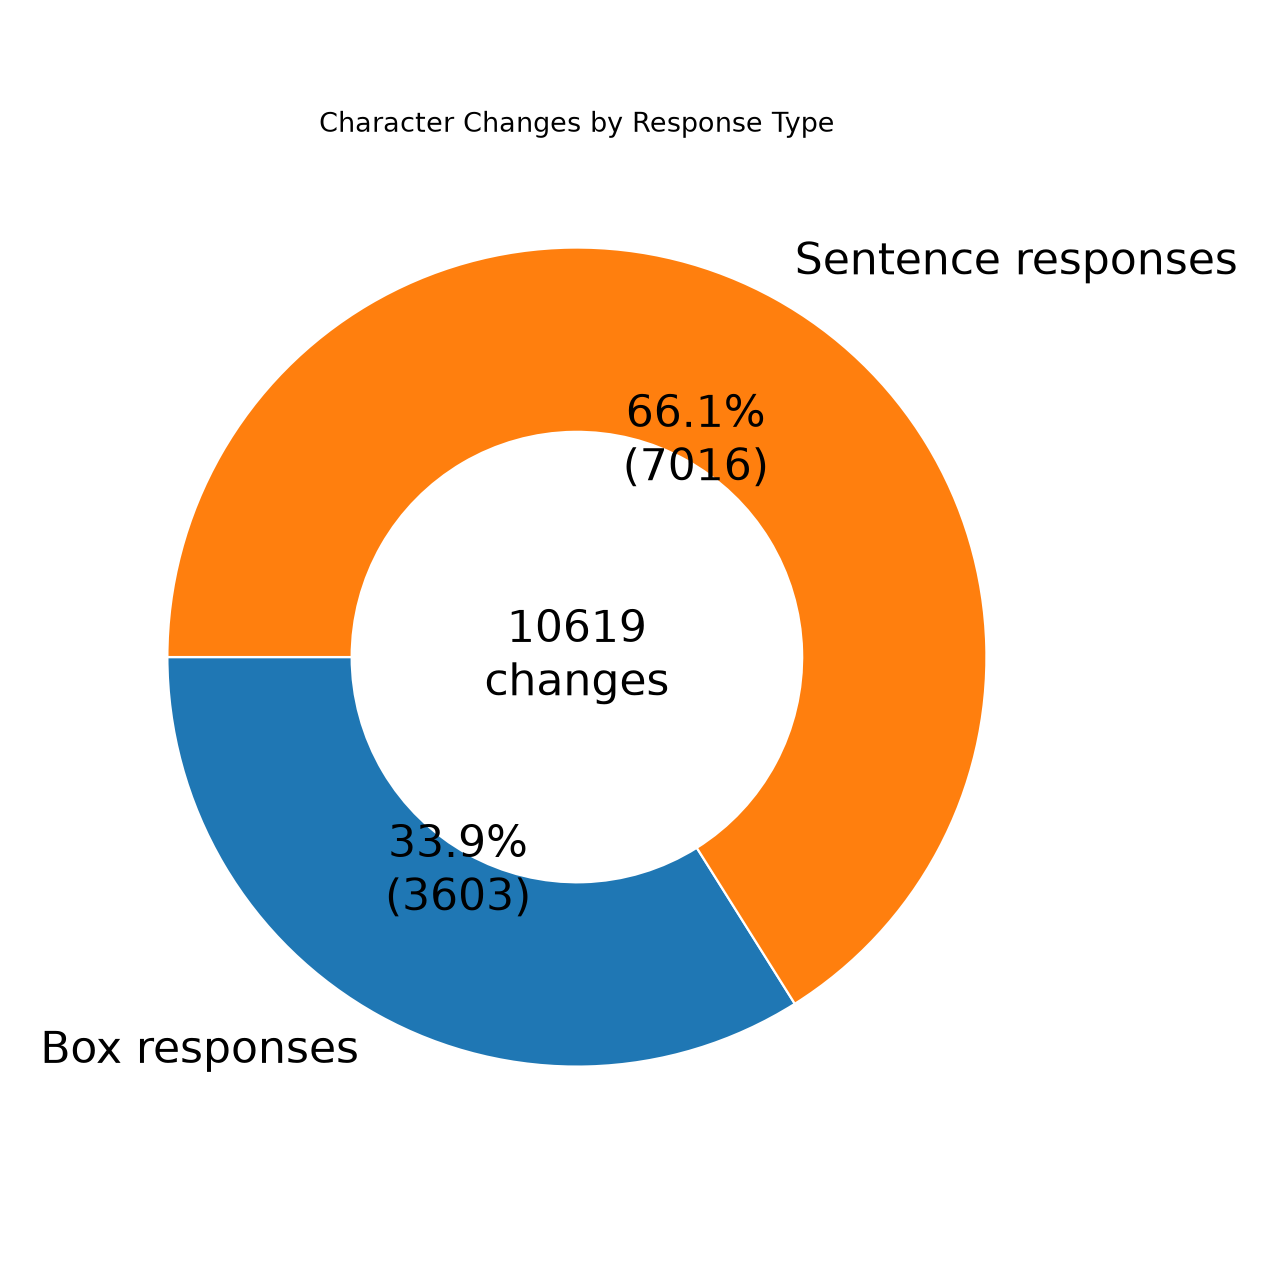 Character Changes by Response Type
Sentence responses
66.1%
(7016)
10619
changes
33.9%
(3603)
Box responses